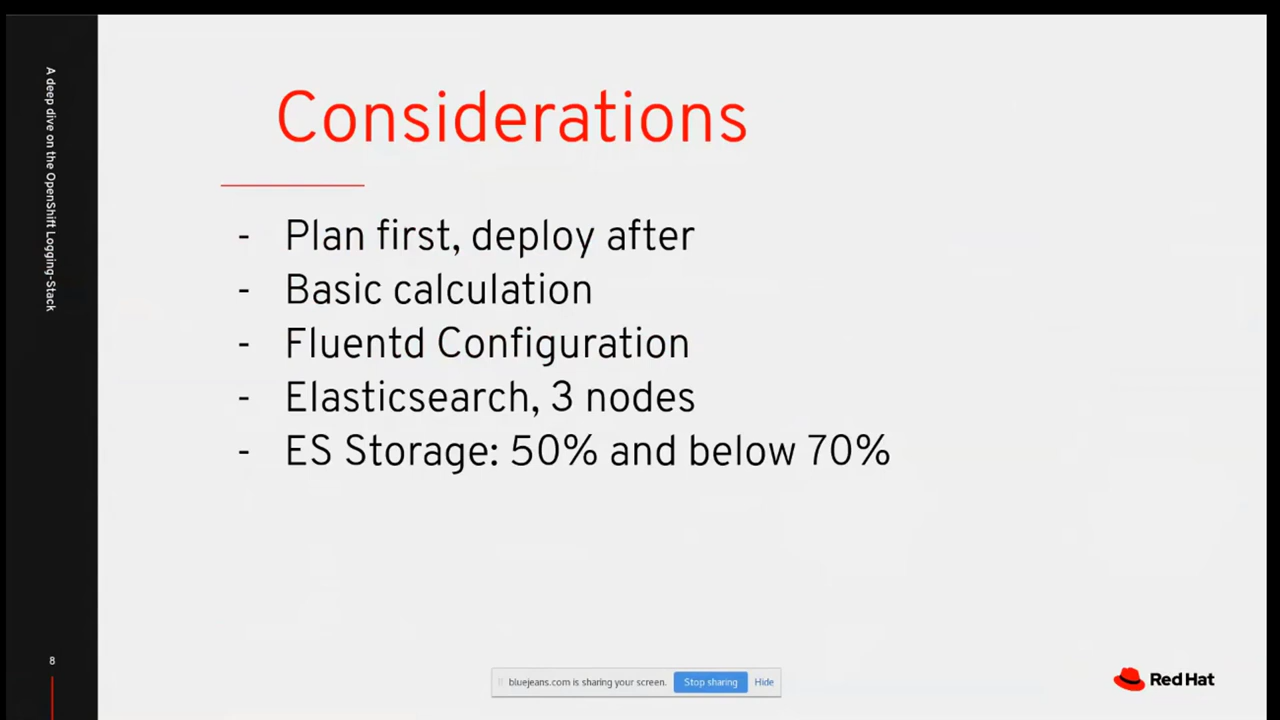 A deep dive on the OpenShift Logging-Stack
Considerations
- Plan first, deploy after
- Basic calculation
- Fluentd Configuration
- Elasticsearch, 3 nodes
- ES Storage: 50% and below 70%
8
bluejeans.com is sharing your screen. Stop sharing Hide
Red Hat